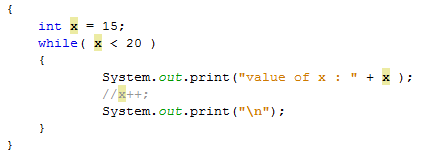 {
int x = 15;
while( x < 20 )
{
System.out.print("value of x : " + x );
//x++;
System.out.print("\n");
}
}